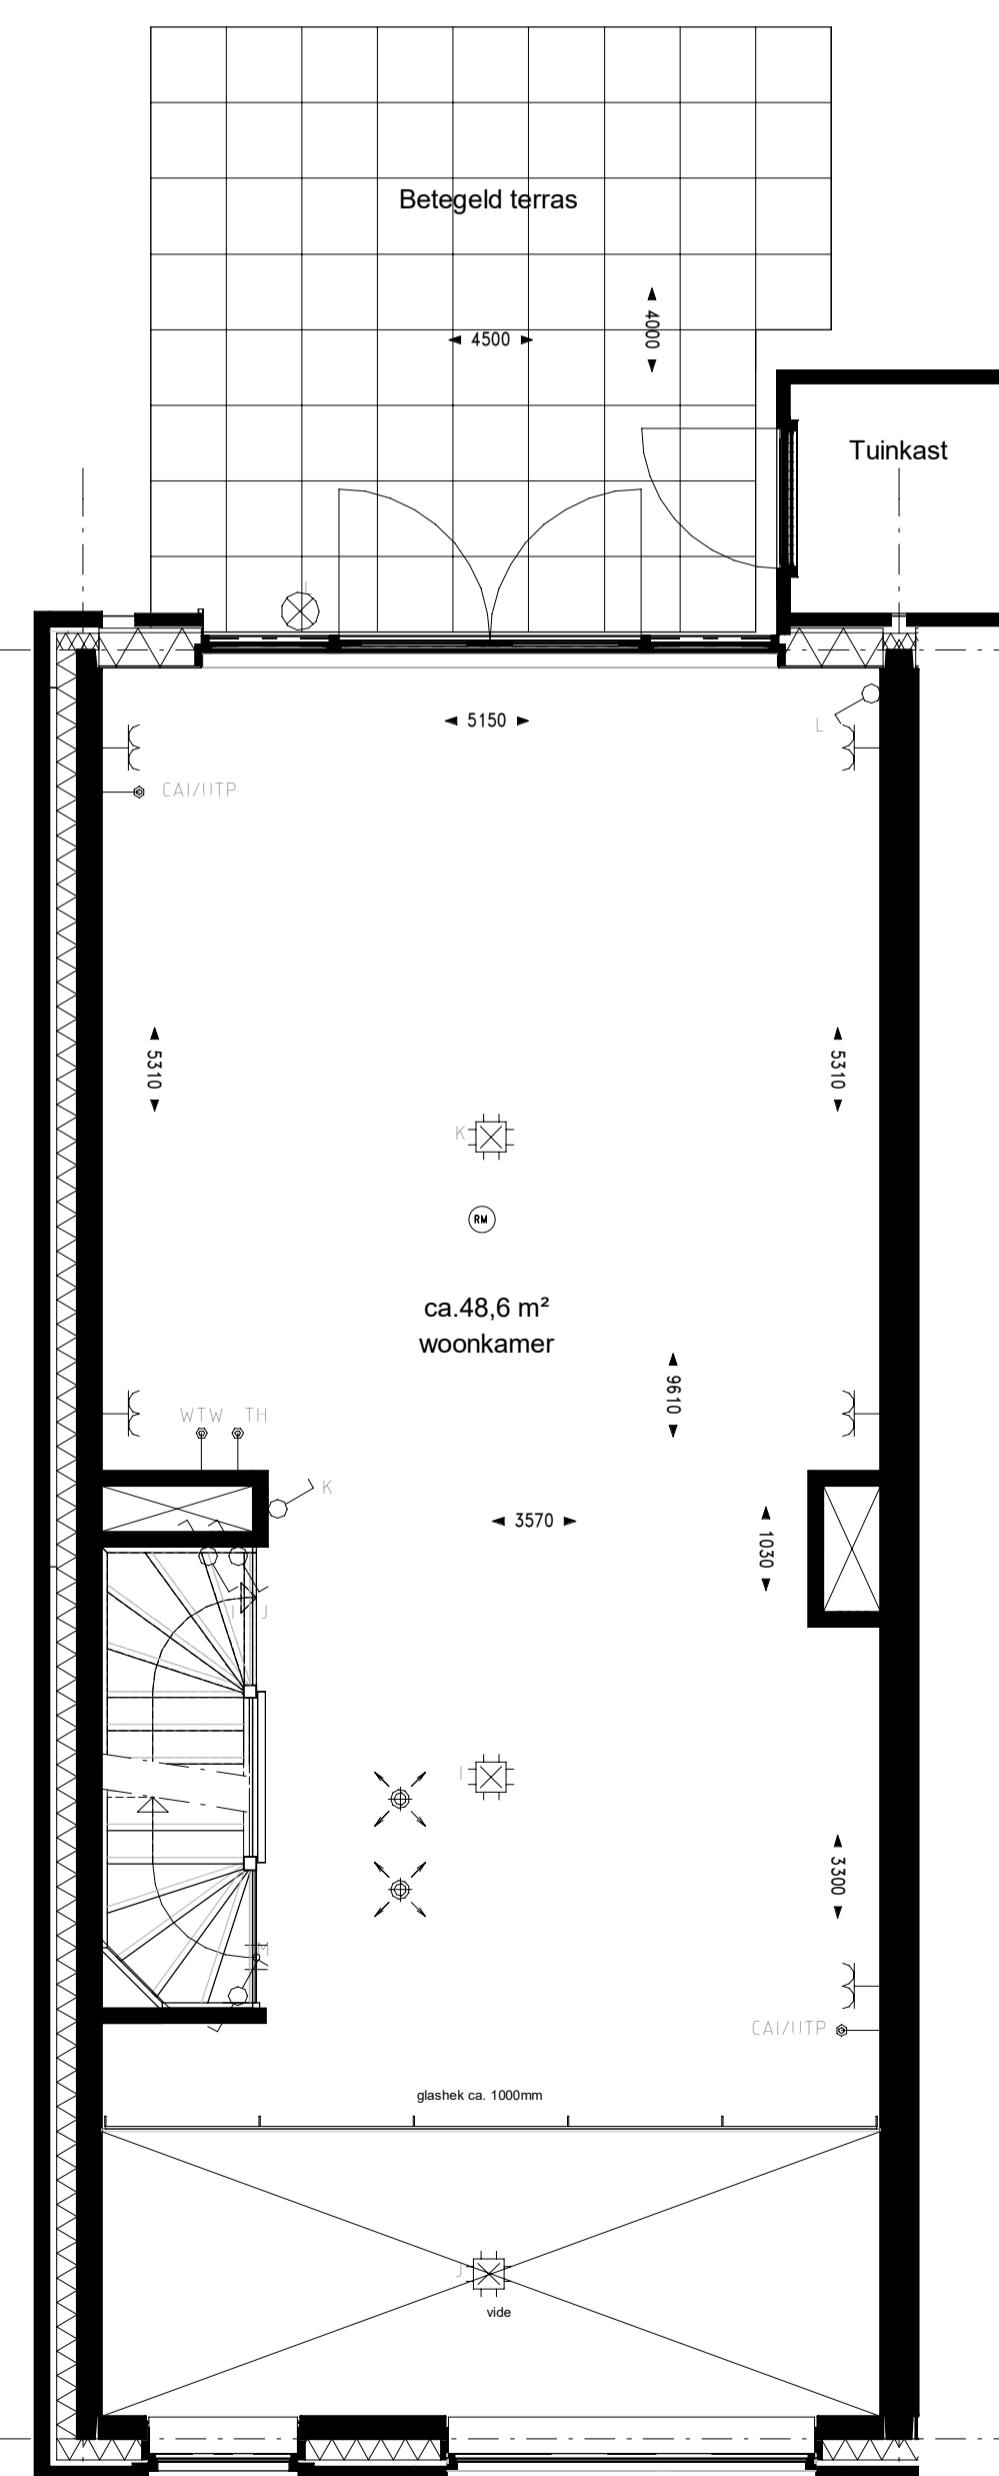 Betegeld terras
4500
4000
Tuinkast
L
5150
L
CAI/UTP
5310
5310
K
RM
ca.48,6 m²
woonkamer
9610
WTW TH
K
3570
1030
I J
I
3300
M
CAI/UTP
glashek ca. 1000mm
J
vide